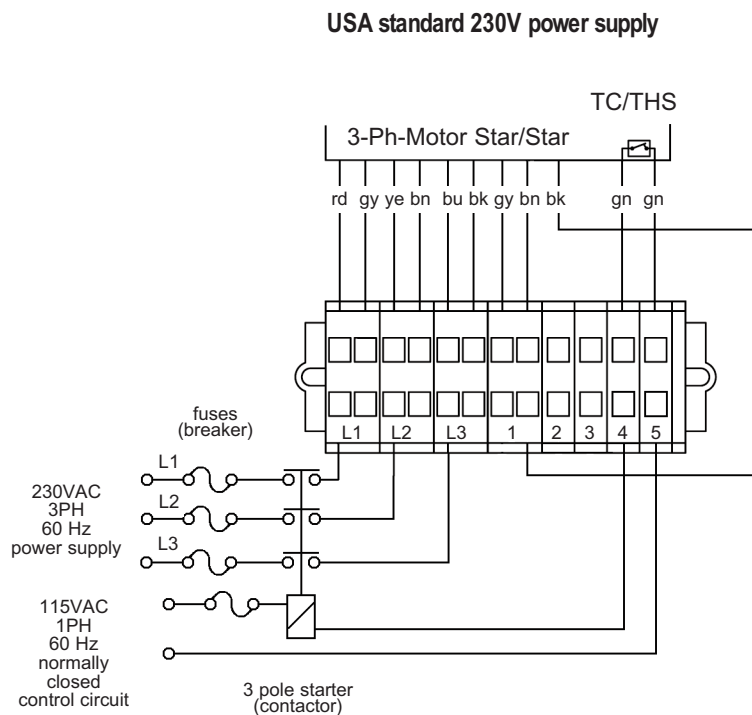 USA standard 230V power supply
TC/THS
3-Ph-Motor Star/Star
rd gy ye bn bu bk gy bn bk gn gn
L1 L2 L3 1 2 3 4 5
fuses
(breaker)
L1
L2
L3
230VAC
3PH
60 Hz
power supply
115VAC
1PH
60 Hz
normally
closed
control circuit
3 pole starter
(contactor)